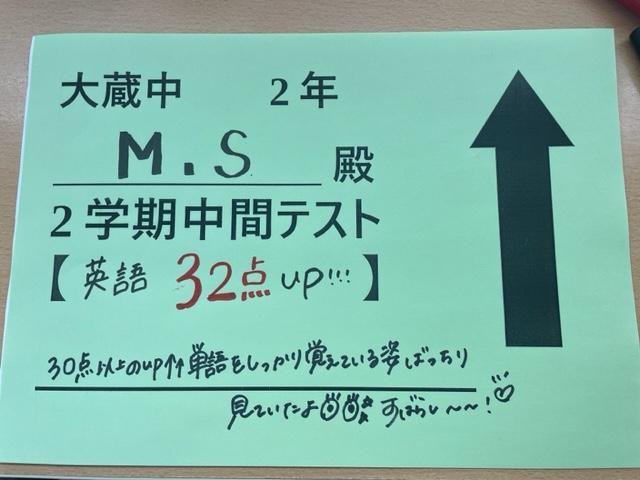 大蔵中 2年
M.S 殿
2学期中間テスト
【英語 32点 up!!!】
30点以上のup↑↑単語をしっかり覚えている姿ばっちり
見ていたよ すばらしい〜〜!♡